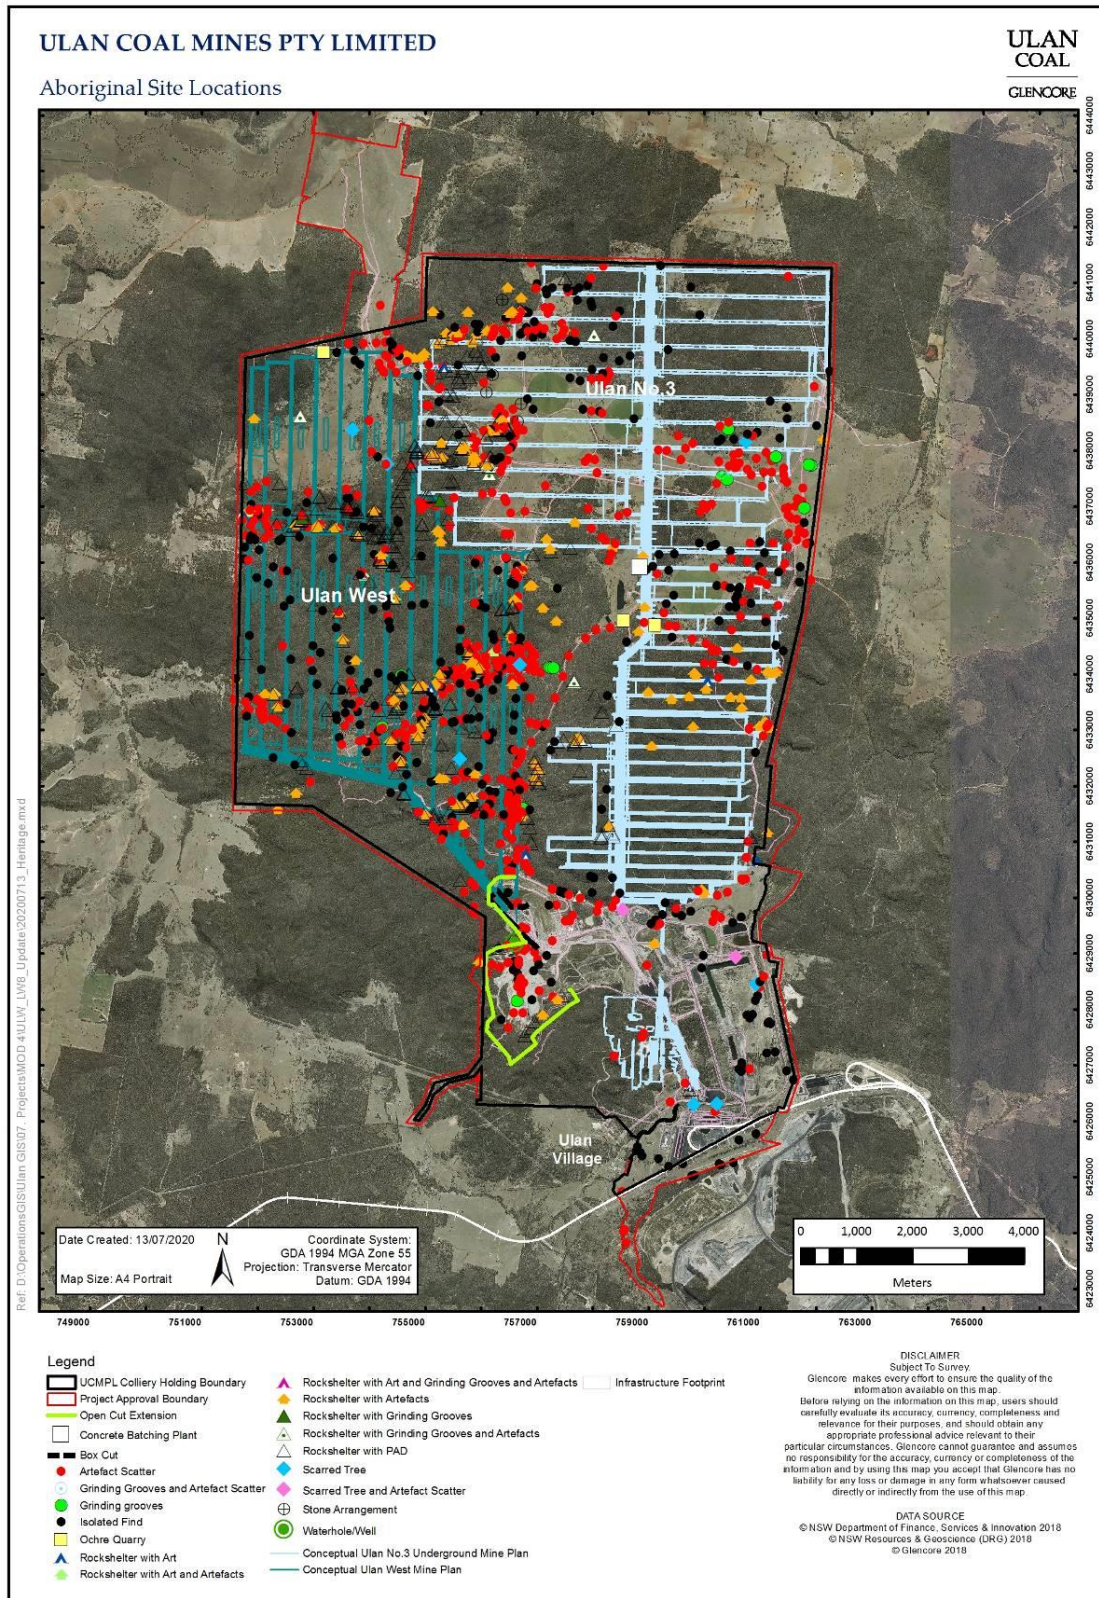 ULAN COAL MINES PTY LIMITED
Aboriginal Site Locations
ULAN
COAL
GLENCORE
6444000
6443000
6442000
6441000
6440000
6439000
6438000
6437000
6436000
6435000
6434000
6433000
6432000
6431000
6430000
6429000
6428000
6427000
6426000
6425000
6424000
6423000
Ulan No.3
Ulan West
Ulan
Village
Ref: D:\OperationsGIS\Ulan GIS\07. Projects\MOD 4\ULW_LW8_Update\20200713_Heritage.mxd
Date Created: 13/07/2020
Map Size: A4 Portrait
N
Coordinate System:
GDA 1994 MGA Zone 55
Projection: Transverse Mercator
Datum: GDA 1994
0 1,000 2,000 3,000 4,000
Meters
749000 751000 753000 755000 757000 759000 761000 763000 765000
Legend
UCMPL Colliery Holding Boundary
Project Approval Boundary
Open Cut Extension
Concrete Batching Plant
Box Cut
Artefact Scatter
Grinding Grooves and Artefact Scatter
Grinding grooves
Isolated Find
Ochre Quarry
Rockshelter with Art
Rockshelter with Art and Artefacts
Rockshelter with Art and Grinding Grooves and Artefacts
Rockshelter with Artefacts
Rockshelter with Grinding Grooves
Rockshelter with Grinding Grooves and Artefacts
Rockshelter with PAD
Scarred Tree
Scarred Tree and Artefact Scatter
Stone Arrangement
Waterhole/Well
Conceptual Ulan No.3 Underground Mine Plan
Conceptual Ulan West Mine Plan
Infrastructure Footprint
DISCLAIMER
Subject To Survey.
Glencore makes every effort to ensure the quality of the
information available on this map.
Before relying on the information on this map, users should
carefully evaluate its accuracy, currency, completeness and
relevance for their purposes, and should obtain any
appropriate professional advice relevant to their
particular circumstances. Glencore cannot guarantee and assumes
no responsibility for the accuracy, currency or completeness of the
information and by using this map you accept that Glencore has no
liability for any loss or damage in any form whatsoever caused
directly or indirectly from the use of this map.
DATA SOURCE
© NSW Department of Finance, Services & Innovation 2018
© NSW Resources & Geoscience (DRG) 2018
© Glencore 2018